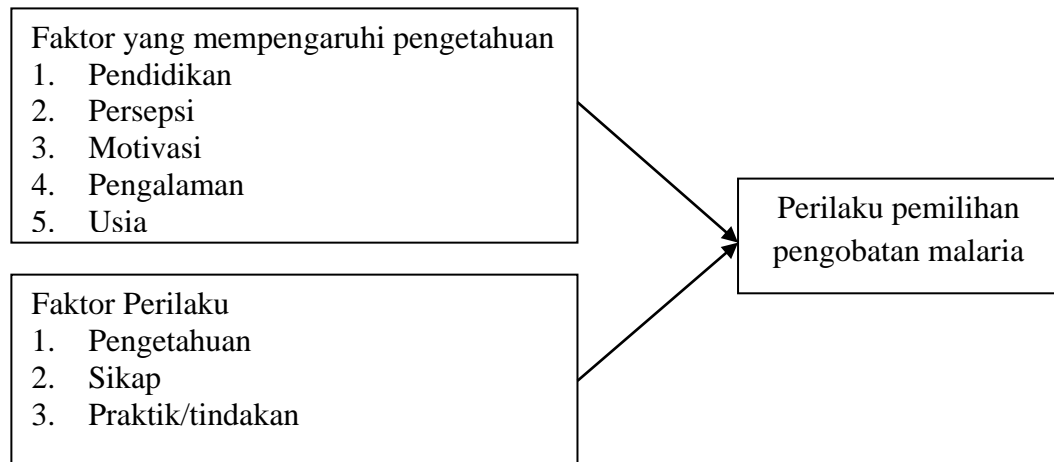 Faktor yang mempengaruhi pengetahuan
1. Pendidikan
2. Persepsi
3. Motivasi
4. Pengalaman
5. Usia
Perilaku pemilihan
pengobatan malaria
Faktor Perilaku
1. Pengetahuan
2. Sikap
3. Praktik/tindakan